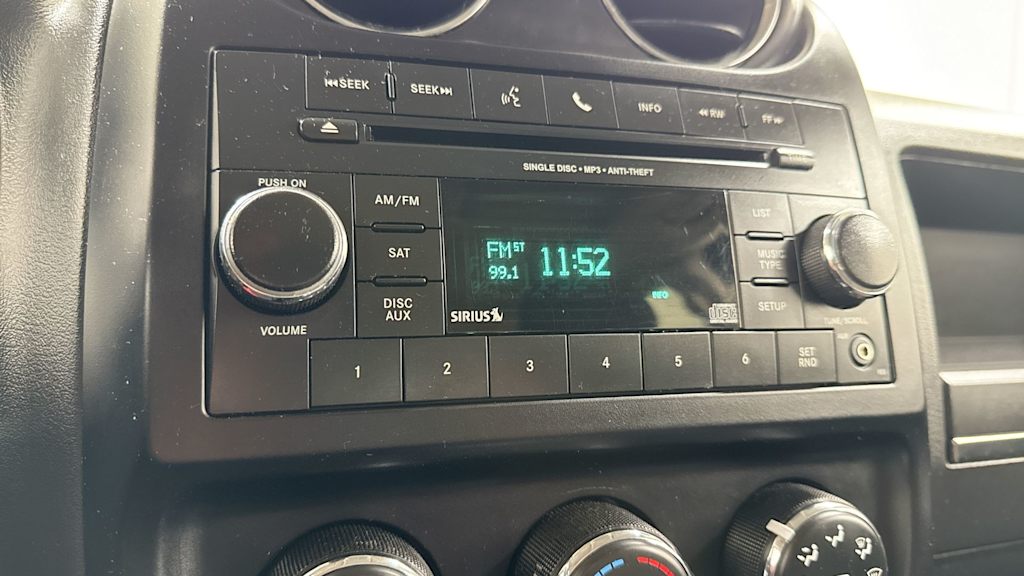 SEEK
SEEK
INFO
RW
FF
SINGLE DISC • MP3 • ANTI-THEFT
PUSH ON
VOLUME
AM/FM
SAT
DISC
AUX
FM ST 11:52
99.1
INFO
SIRIUS
disc
LIST
MUSIC
TYPE
SETUP
TUNE/SCROLL
1
2
3
4
5
6
SET
RND